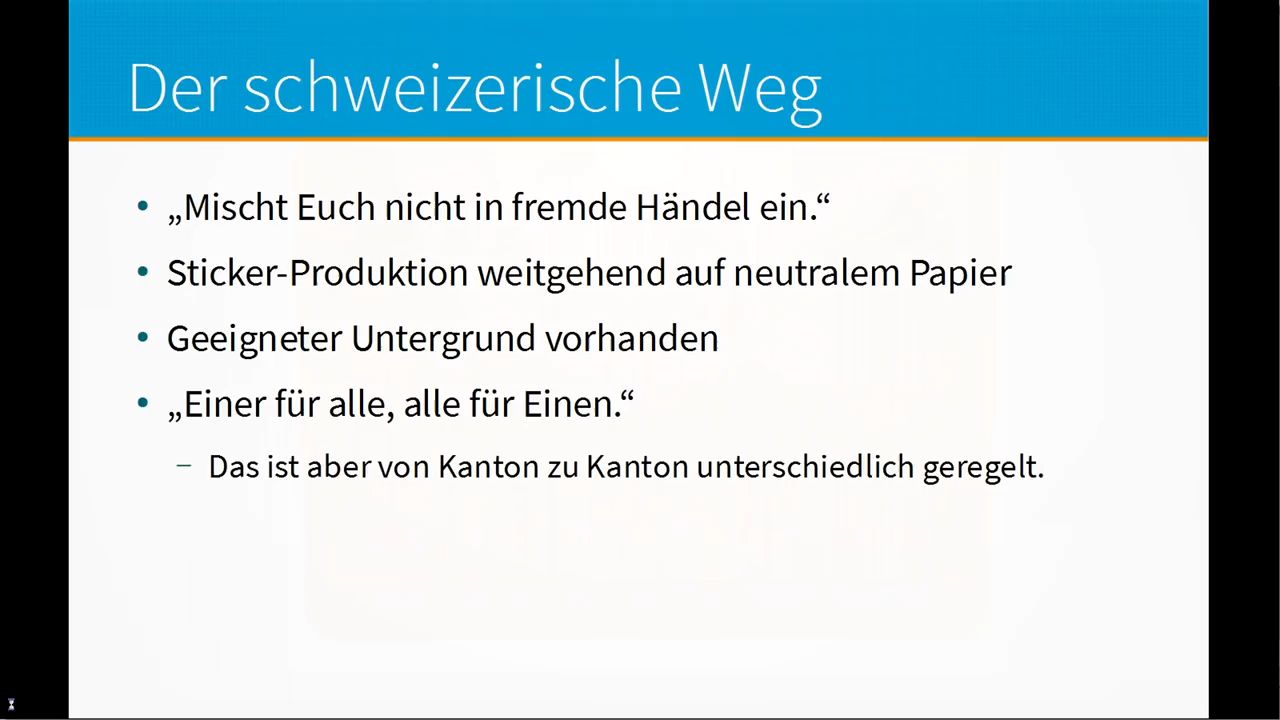 Der schweizerische Weg
• „Mischt Euch nicht in fremde Händel ein.“
• Sticker-Produktion weitgehend auf neutralem Papier
• Geeigneter Untergrund vorhanden
• „Einer für alle, alle für Einen.“
– Das ist aber von Kanton zu Kanton unterschiedlich geregelt.